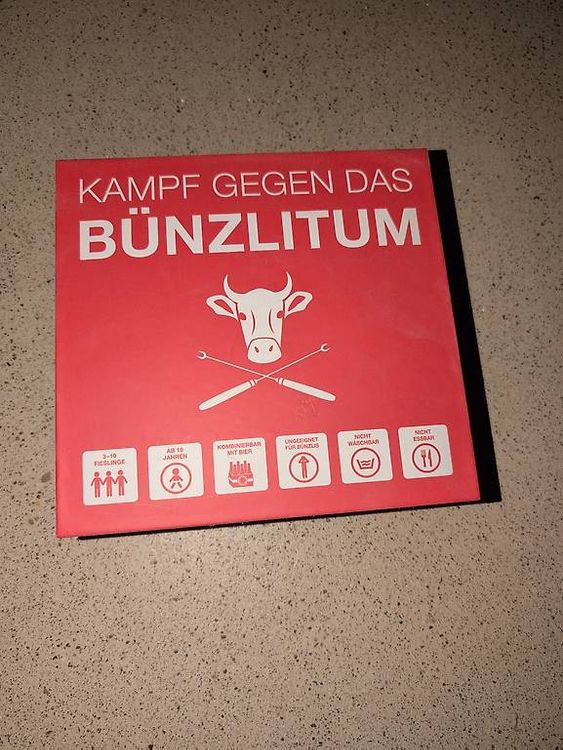 KAMPF GEGEN DAS
BÜNZLITUM
3–10
FIESLINGE
AB 18
JAHREN
KOMBINIERBAR
MIT BIER
UNGEEIGNET
FÜR BÜNZLIS
NICHT
WASCHBAR
NICHT
ESSBAR